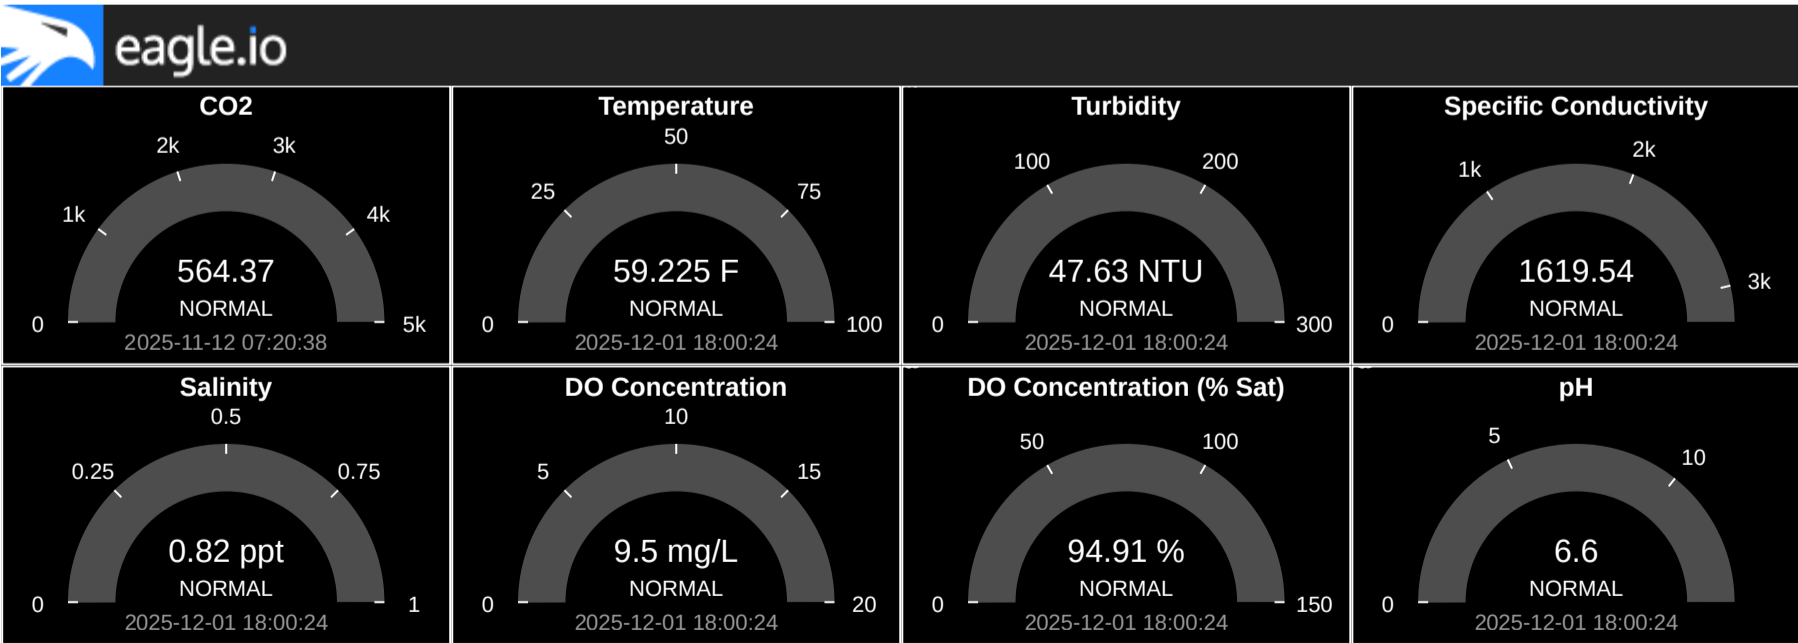 eagle.io
CO2
2k
3k
1k
4k
564.37
NORMAL
0
5k
2025-11-12 07:20:38
Temperature
50
25
75
59.225 F
NORMAL
0
100
2025-12-01 18:00:24
Turbidity
100
200
47.63 NTU
NORMAL
0
300
2025-12-01 18:00:24
Specific Conductivity
2k
1k
1619.54
3k
NORMAL
0
2025-12-01 18:00:24
Salinity
0.5
0.25
0.75
0.82 ppt
NORMAL
0
1
2025-12-01 18:00:24
DO Concentration
10
5
15
9.5 mg/L
NORMAL
0
20
2025-12-01 18:00:24
DO Concentration (% Sat)
50
100
94.91 %
NORMAL
0
150
2025-12-01 18:00:24
pH
5
10
6.6
NORMAL
0
2025-12-01 18:00:24